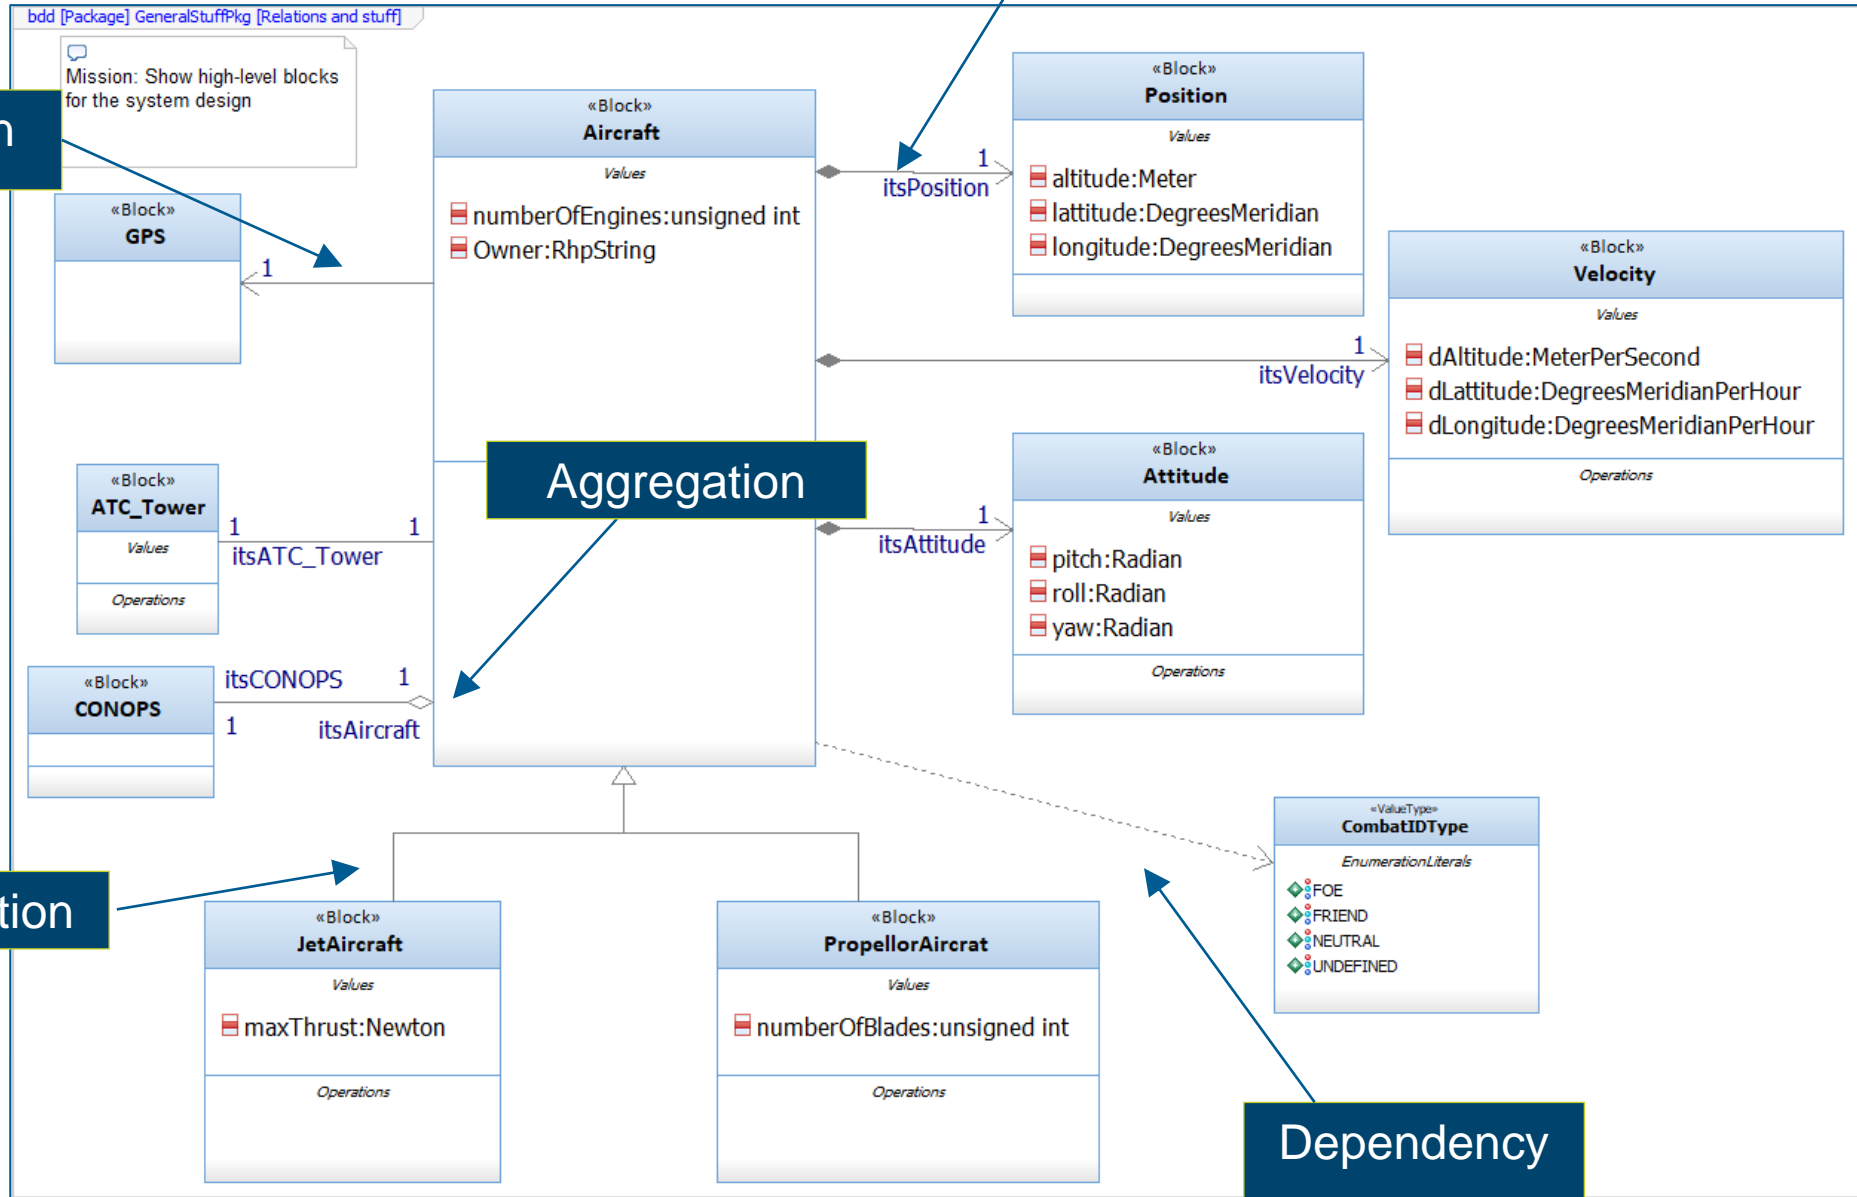 bdd [Package] GeneralStuffPkg [Relations and stuff]
Mission: Show high-level blocks
for the system design
n
«Block»
GPS
1
«Block»
Aircraft
Values
numberOfEngines:unsigned int
Owner:RhpString
1
itsPosition
«Block»
Position
Values
altitude:Meter
lattitude:DegreesMeridian
longitude:DegreesMeridian
1
itsVelocity
«Block»
Velocity
Values
dAltitude:MeterPerSecond
dLattitude:DegreesMeridianPerHour
dLongitude:DegreesMeridianPerHour
Operations
Aggregation
«Block»
ATC_Tower
Values
Operations
1 1
itsATC_Tower
1
itsAttitude
«Block»
Attitude
Values
pitch:Radian
roll:Radian
yaw:Radian
Operations
«Block»
CONOPS
itsCONOPS 1
1 itsAircraft
«ValueType»
CombatIDType
EnumerationLiterals
FOE
FRIEND
NEUTRAL
UNDEFINED
tion
«Block»
JetAircraft
Values
maxThrust:Newton
Operations
«Block»
PropellorAircrat
Values
numberOfBlades:unsigned int
Operations
Dependency